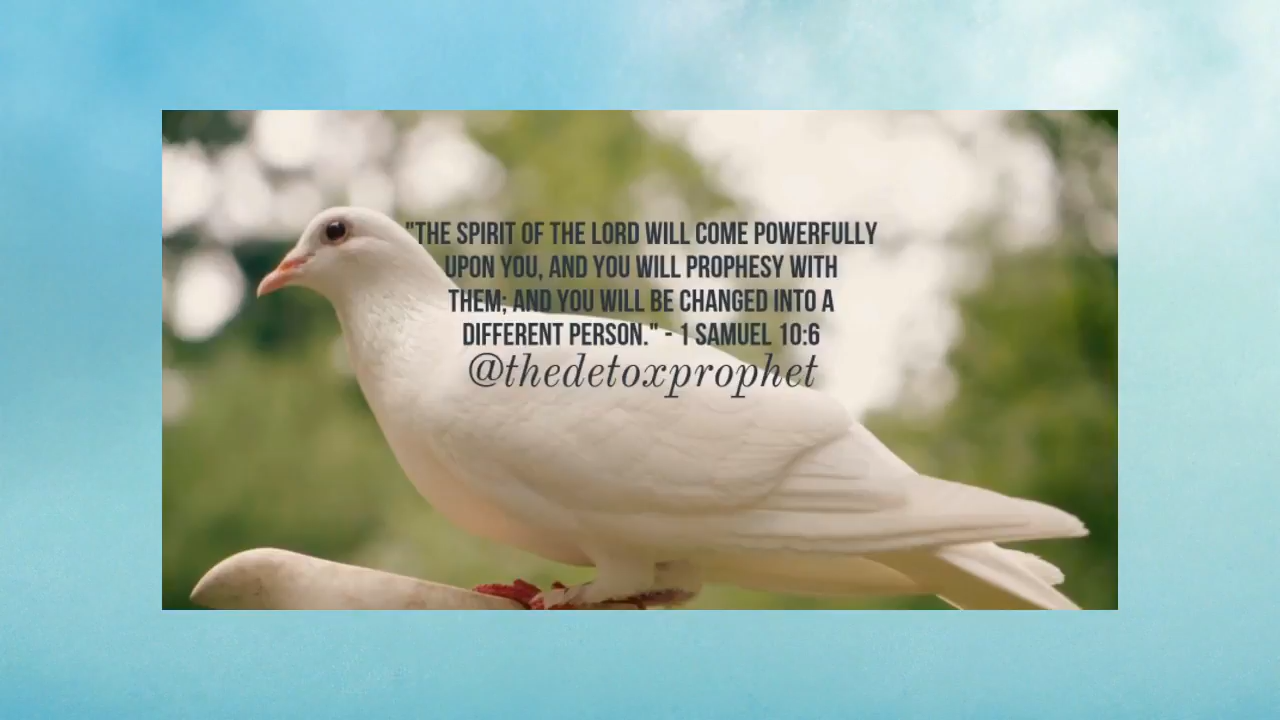 "THE SPIRIT OF THE LORD WILL COME POWERFULLY
UPON YOU, AND YOU WILL PROPHESY WITH
THEM; AND YOU WILL BE CHANGED INTO A
DIFFERENT PERSON." - 1 SAMUEL 10:6
@thedetoxprophet